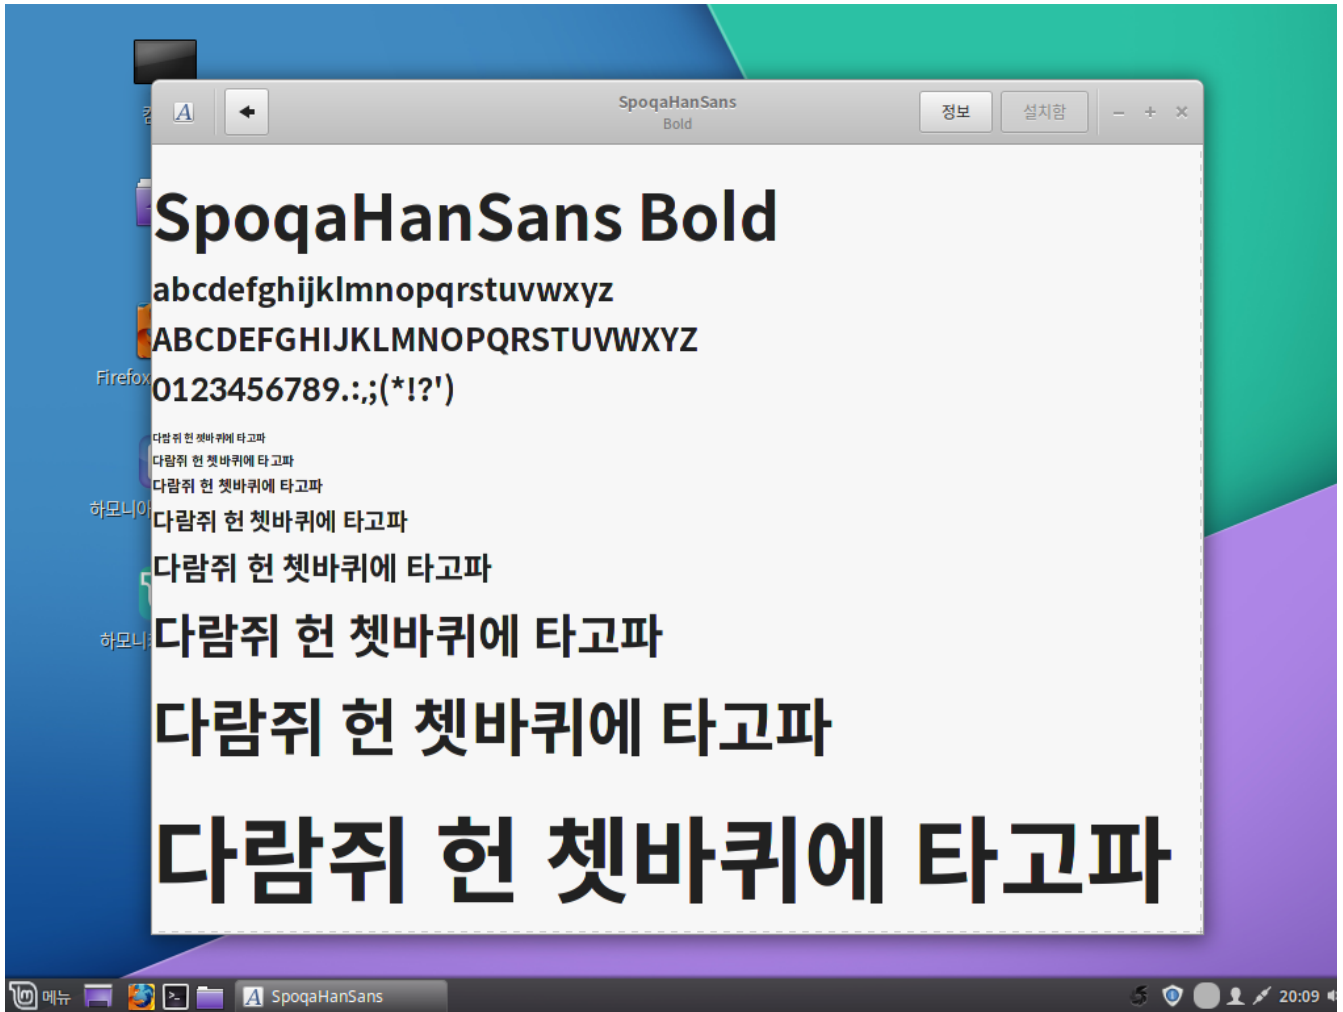 SpoqaHanSans
Bold
정보
설치함
SpoqaHanSans Bold
abcdefghijklmnopqrstuvwxyz
ABCDEFGHIJKLMNOPQRSTUVWXYZ
0123456789.:,;(*!?')
다람쥐 헌 쳇바퀴에 타고파
다람쥐 헌 쳇바퀴에 타고파
다람쥐 헌 쳇바퀴에 타고파
다람쥐 헌 쳇바퀴에 타고파
다람쥐 헌 쳇바퀴에 타고파
다람쥐 헌 쳇바퀴에 타고파
다람쥐 헌 쳇바퀴에 타고파
다람쥐 헌 쳇바퀴에 타고파
Firefox
메뉴
SpoqaHanSans
20:09